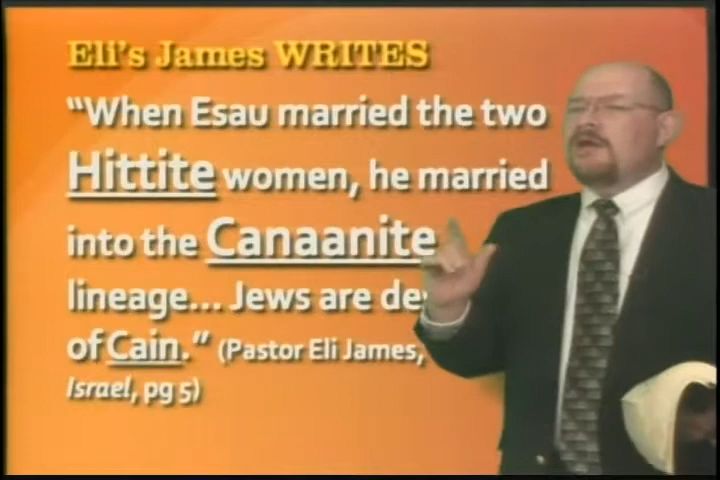 Eli's James WRITES
"When Esau married the two
Hittite women, he married
into the Canaanite
lineage... Jews are
of Cain." (Pastor Eli James,
Israel, pg 5)